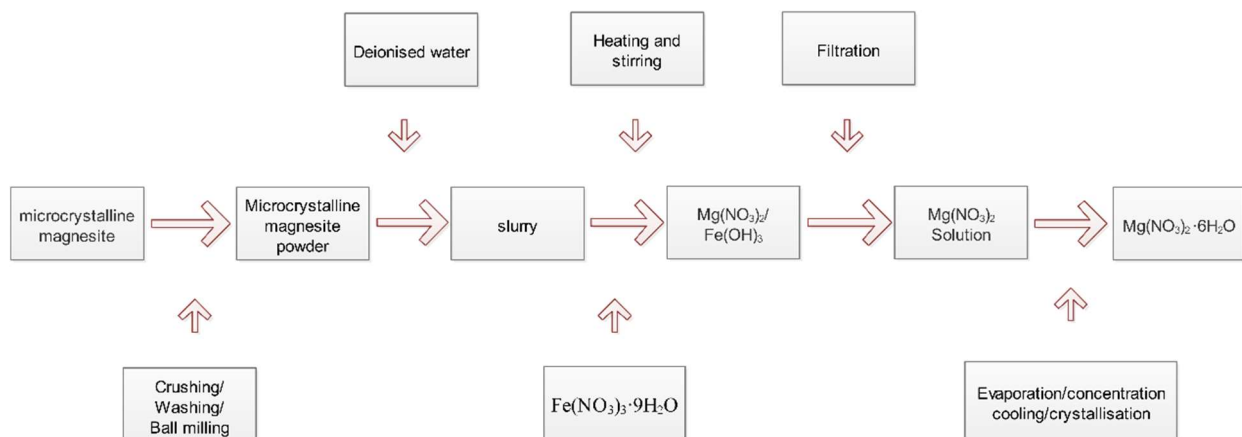 Deionised water
Heating and
stirring
Filtration
microcrystalline
magnesite
Microcrystalline
magnesite
powder
slurry
Mg(NO₃)₂/
Fe(OH)₃
Mg(NO₃)₂
Solution
Mg(NO₃)₂·6H₂O
Crushing/
Washing/
Ball milling
Fe(NO₃)₃·9H₂O
Evaporation/concentration
cooling/crystallisation